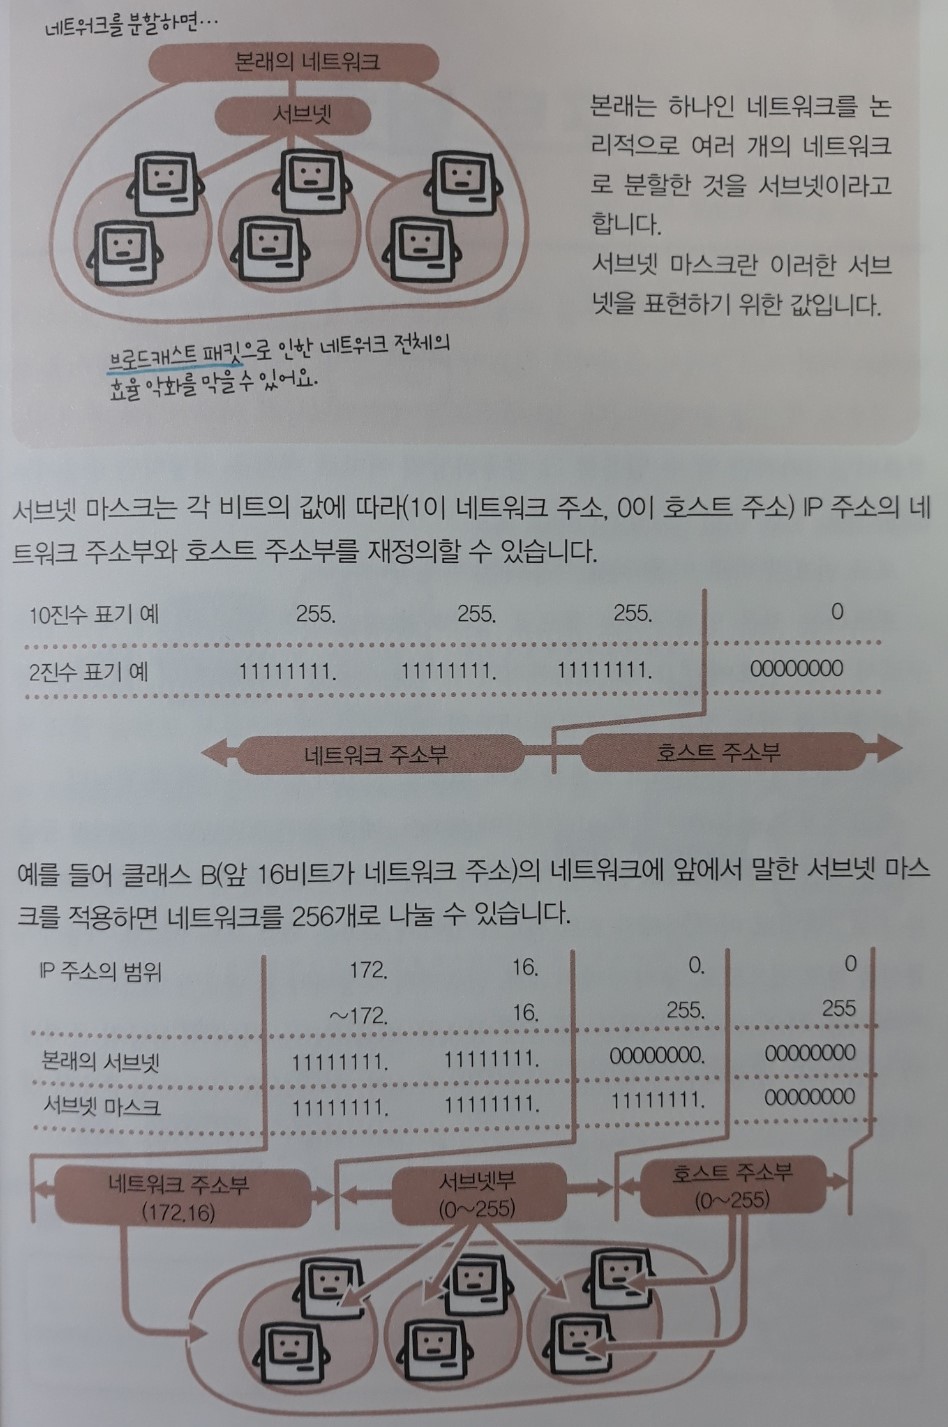 네트워크를 분할하면…
본래의 네트워크
서브넷
본래는 하나인 네트워크를 논
리적으로 여러 개의 네트워크
로 분할한 것을 서브넷이라고
합니다.
서브넷 마스크란 이러한 서브
넷을 표현하기 위한 값입니다.
브로드캐스트 패킷으로 인한 네트워크 전체의
효율 악화를 막을 수 있어요.
서브넷 마스크는 각 비트의 값에 따라(1이 네트워크 주소, 0이 호스트 주소) IP 주소의 네
트워크 주소부와 호스트 주소부를 재정의할 수 있습니다.
10진수 표기 예 255. 255. 255. 0
2진수 표기 예 11111111. 11111111. 11111111. 00000000
네트워크 주소부 호스트 주소부
예를 들어 클래스 B(앞 16비트가 네트워크 주소)의 네트워크에 앞에서 말한 서브넷 마스
크를 적용하면 네트워크를 256개로 나눌 수 있습니다.
IP 주소의 범위 172. 16. 0. 0
~172. 16. 255. 255
본래의 서브넷 11111111. 11111111. 00000000. 00000000
서브넷 마스크 11111111. 11111111. 11111111. 00000000
네트워크 주소부 서브넷부 호스트 주소부
(172.16) (0~255) (0~255)